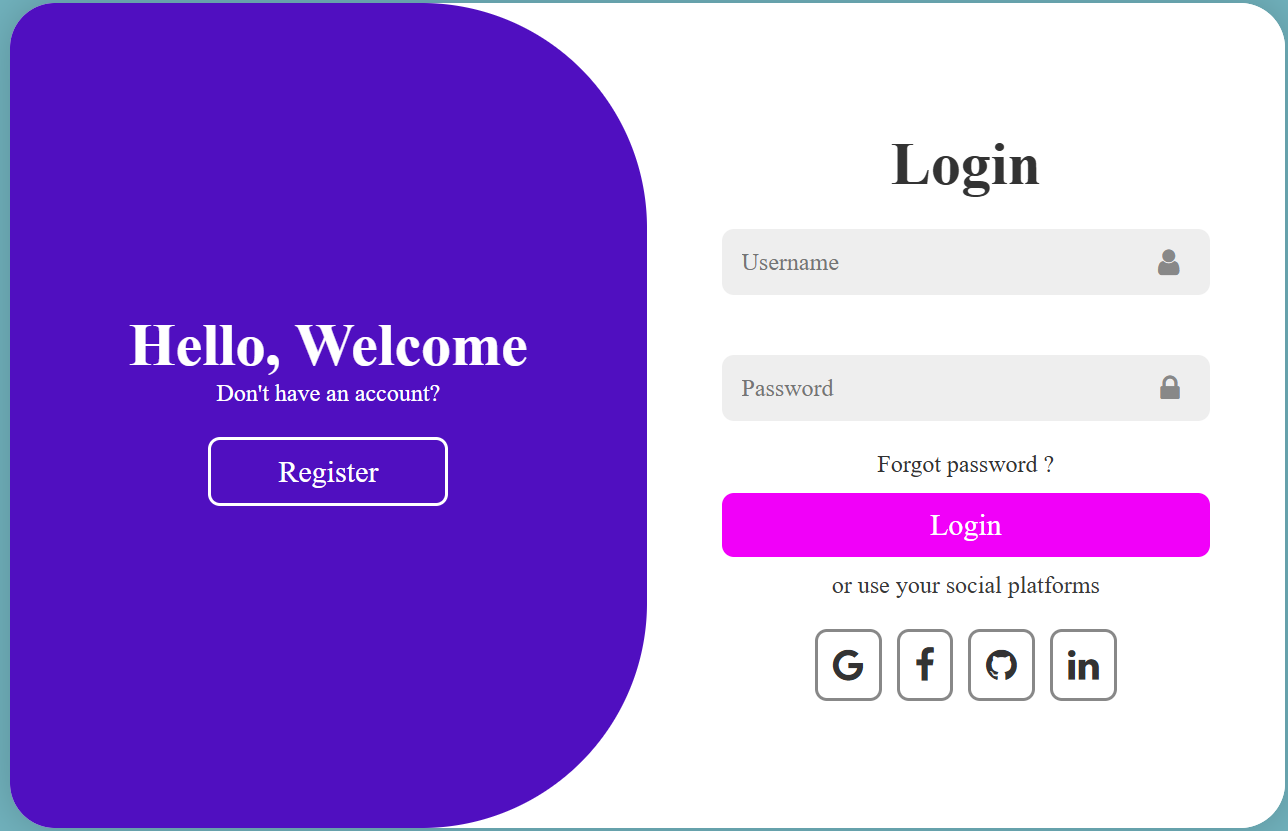 Hello, Welcome
Don't have an account?
Register
Login
Username
Password
Forgot password ?
Login
or use your social platforms
G f in